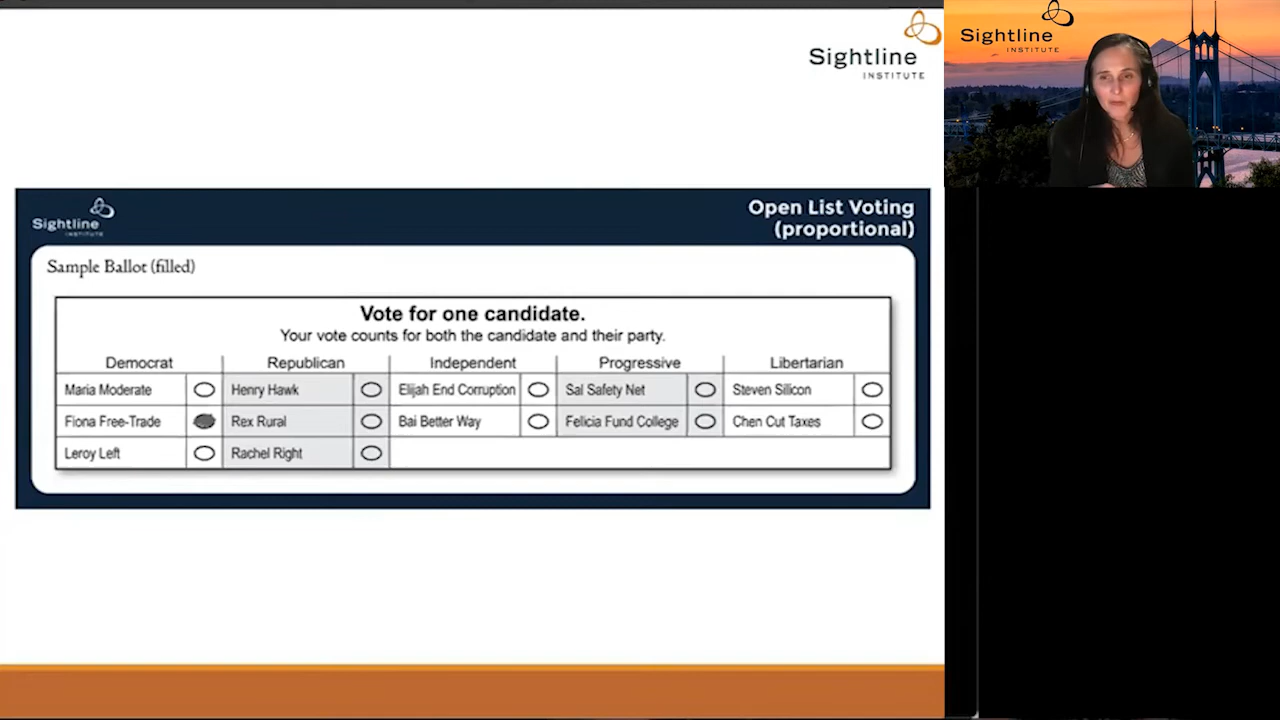 Sightline
INSTITUTE
Sightline
INSTITUTE
Sightline
INSTITUTE
Open List Voting
(proportional)
Sample Ballot (filled)
Vote for one candidate.
Your vote counts for both the candidate and their party.
Democrat Republican Independent Progressive Libertarian
Maria Moderate Henry Hawk Elijah End Corruption Sal Safety Net Steven Silicon
Fiona Free-Trade Rex Rural Bai Better Way Felicia Fund College Chen Cut Taxes
Leroy Left Rachel Right